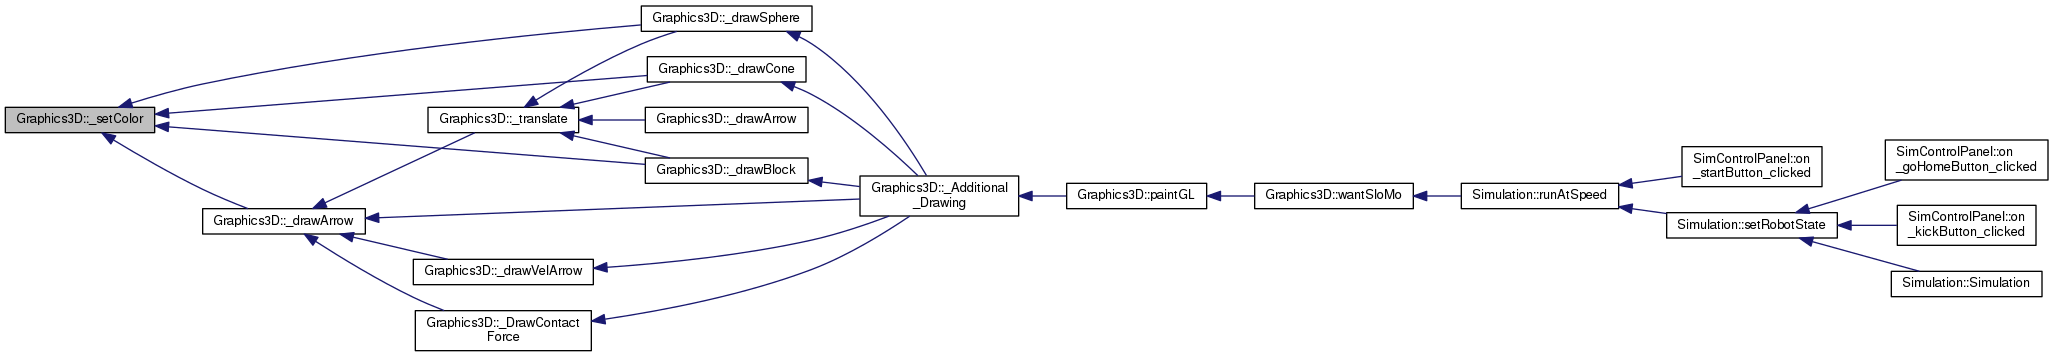 Graphics3D::_setColor
Graphics3D::_drawSphere
Graphics3D::_drawCone
Graphics3D::_translate
Graphics3D::_drawArrow
Graphics3D::_drawBlock
Graphics3D::_drawArrow
Graphics3D::_drawVelArrow
Graphics3D::_DrawContact
Force
Graphics3D::_Additional
_Drawing
Graphics3D::paintGL
Graphics3D::wantSloMo
Simulation::runAtSpeed
SimControlPanel::on
_startButton_clicked
Simulation::setRobotState
SimControlPanel::on
_goHomeButton_clicked
SimControlPanel::on
_kickButton_clicked
Simulation::Simulation